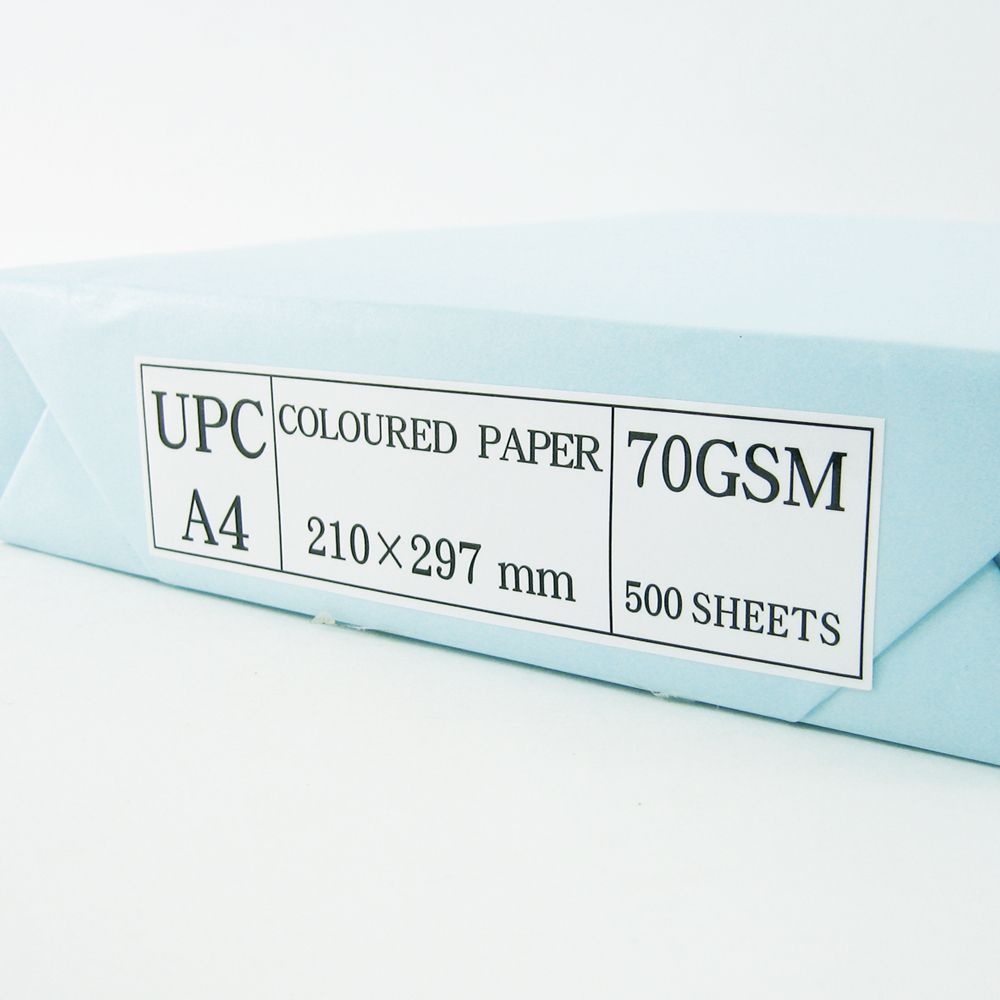 UPC
A4
COLOURED PAPER
210×297 mm
70GSM
500 SHEETS